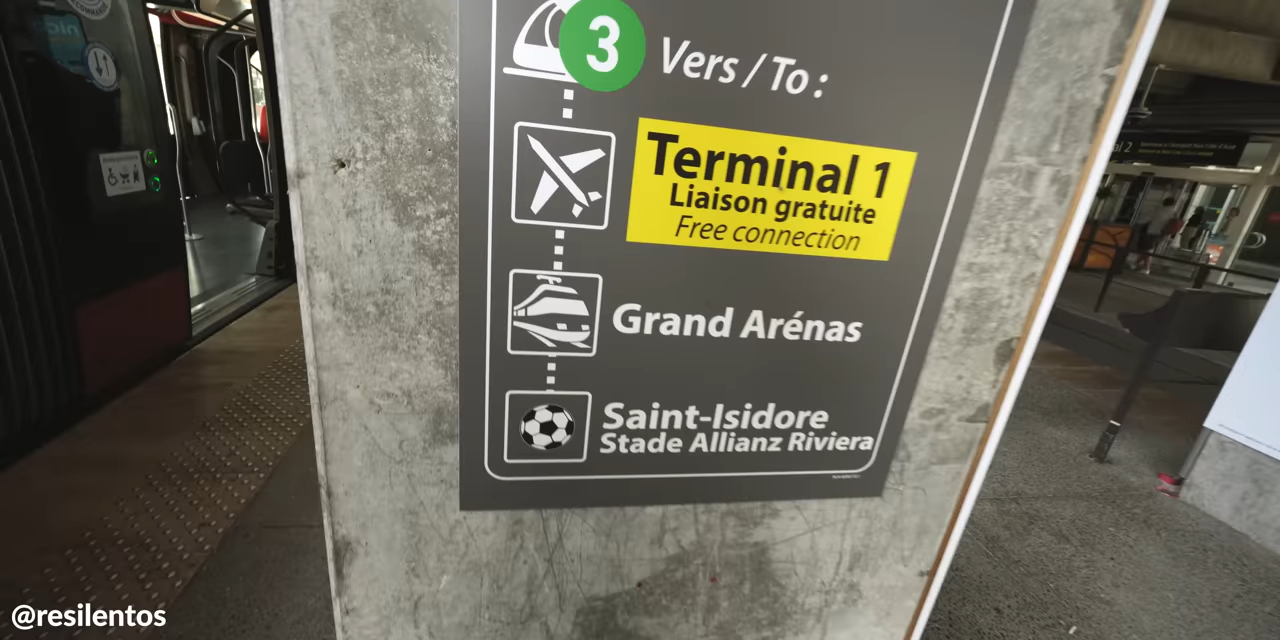 3
Vers / To :
Terminal 1
Liaison gratuite
Free connection
Grand Arénas
Saint-Isidore
Stade Allianz Riviera
@resilentos